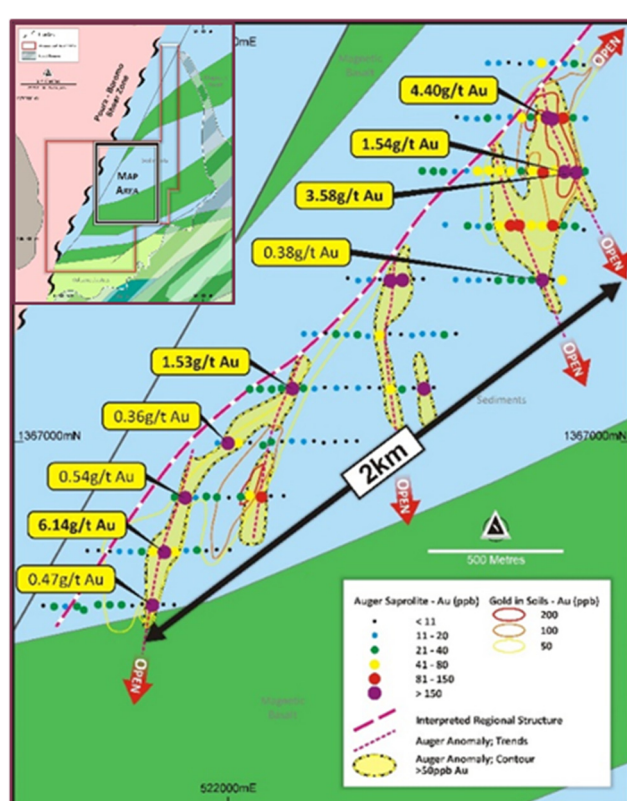 Poura - Boromo
Shear Zone
Sediments
MAP
AREA
000mE
Magnetic
Basalt
OPEN
4.40g/t Au
1.54g/t Au
3.58g/t Au
OPEN
0.38g/t Au
OPEN
1.53g/t Au
Sediments
0.36g/t Au
1367000mN
1367000mN
2km
0.54g/t Au
OPEN
6.14g/t Au
500 Metres
0.47g/t Au
OPEN
Magnetic
Basalt
522000mE
Auger Saprolite - Au (ppb)
< 11
11 - 20
21 - 40
41 - 80
81 - 150
> 150
Gold in Soils - Au (ppb)
200
100
50
Interpreted Regional Structure
Auger Anomaly; Trends
Auger Anomaly; Contour
>50ppb Au